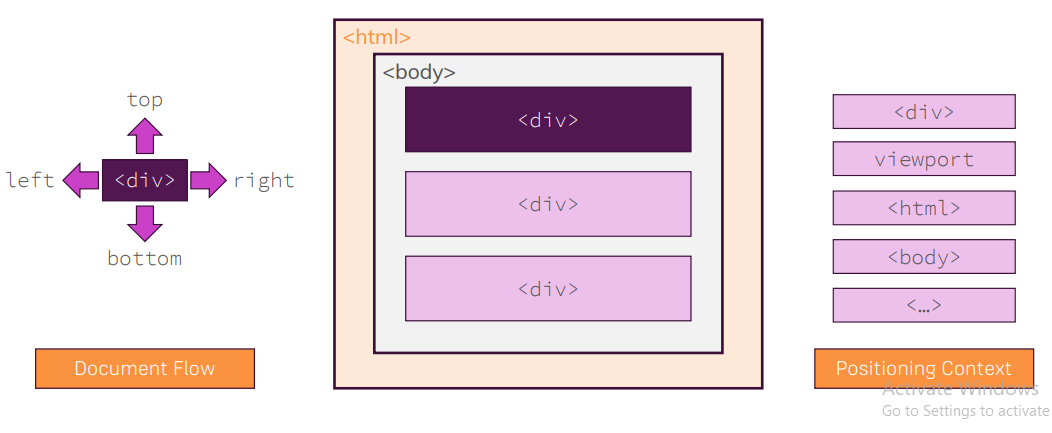 top
left
<div>
right
bottom
Document Flow
<html>
<body>
<div>
<div>
<div>
<div>
viewport
<html>
<body>
<...>
Positioning Context
Activate Windows
Go to Settings to activate